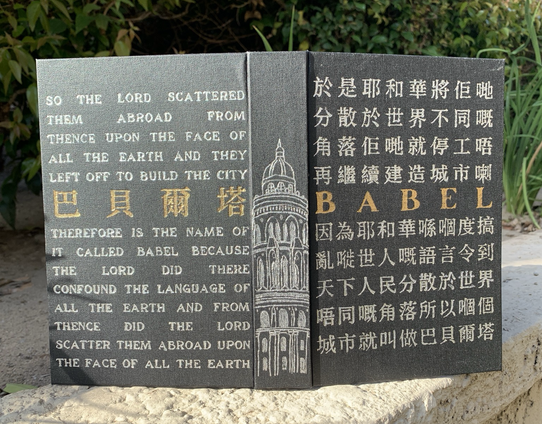 SO THE LORD SCATTERED
THEM ABROAD FROM
THENCE UPON THE FACE OF
ALL THE EARTH AND THEY
LEFT OFF TO BUILD THE CITY
巴貝爾塔
THEREFORE IS THE NAME OF
IT CALLED BABEL BECAUSE
THE LORD DID THERE
CONFOUND THE LANGUAGE OF
ALL THE EARTH AND FROM
THENCE DID THE LORD
SCATTER THEM ABROAD UPON
THE FACE OF ALL THE EARTH
於是耶和華將佢哋
分散於世界不同嘅
角落佢哋就停工唔
再繼續建造城市喇
BABEL
因為耶和華喺嗰度搞
亂嗮世人嘅語言令到
天下人民分散於世界
唔同嘅角落所以嗰個
城市就叫做巴貝爾塔